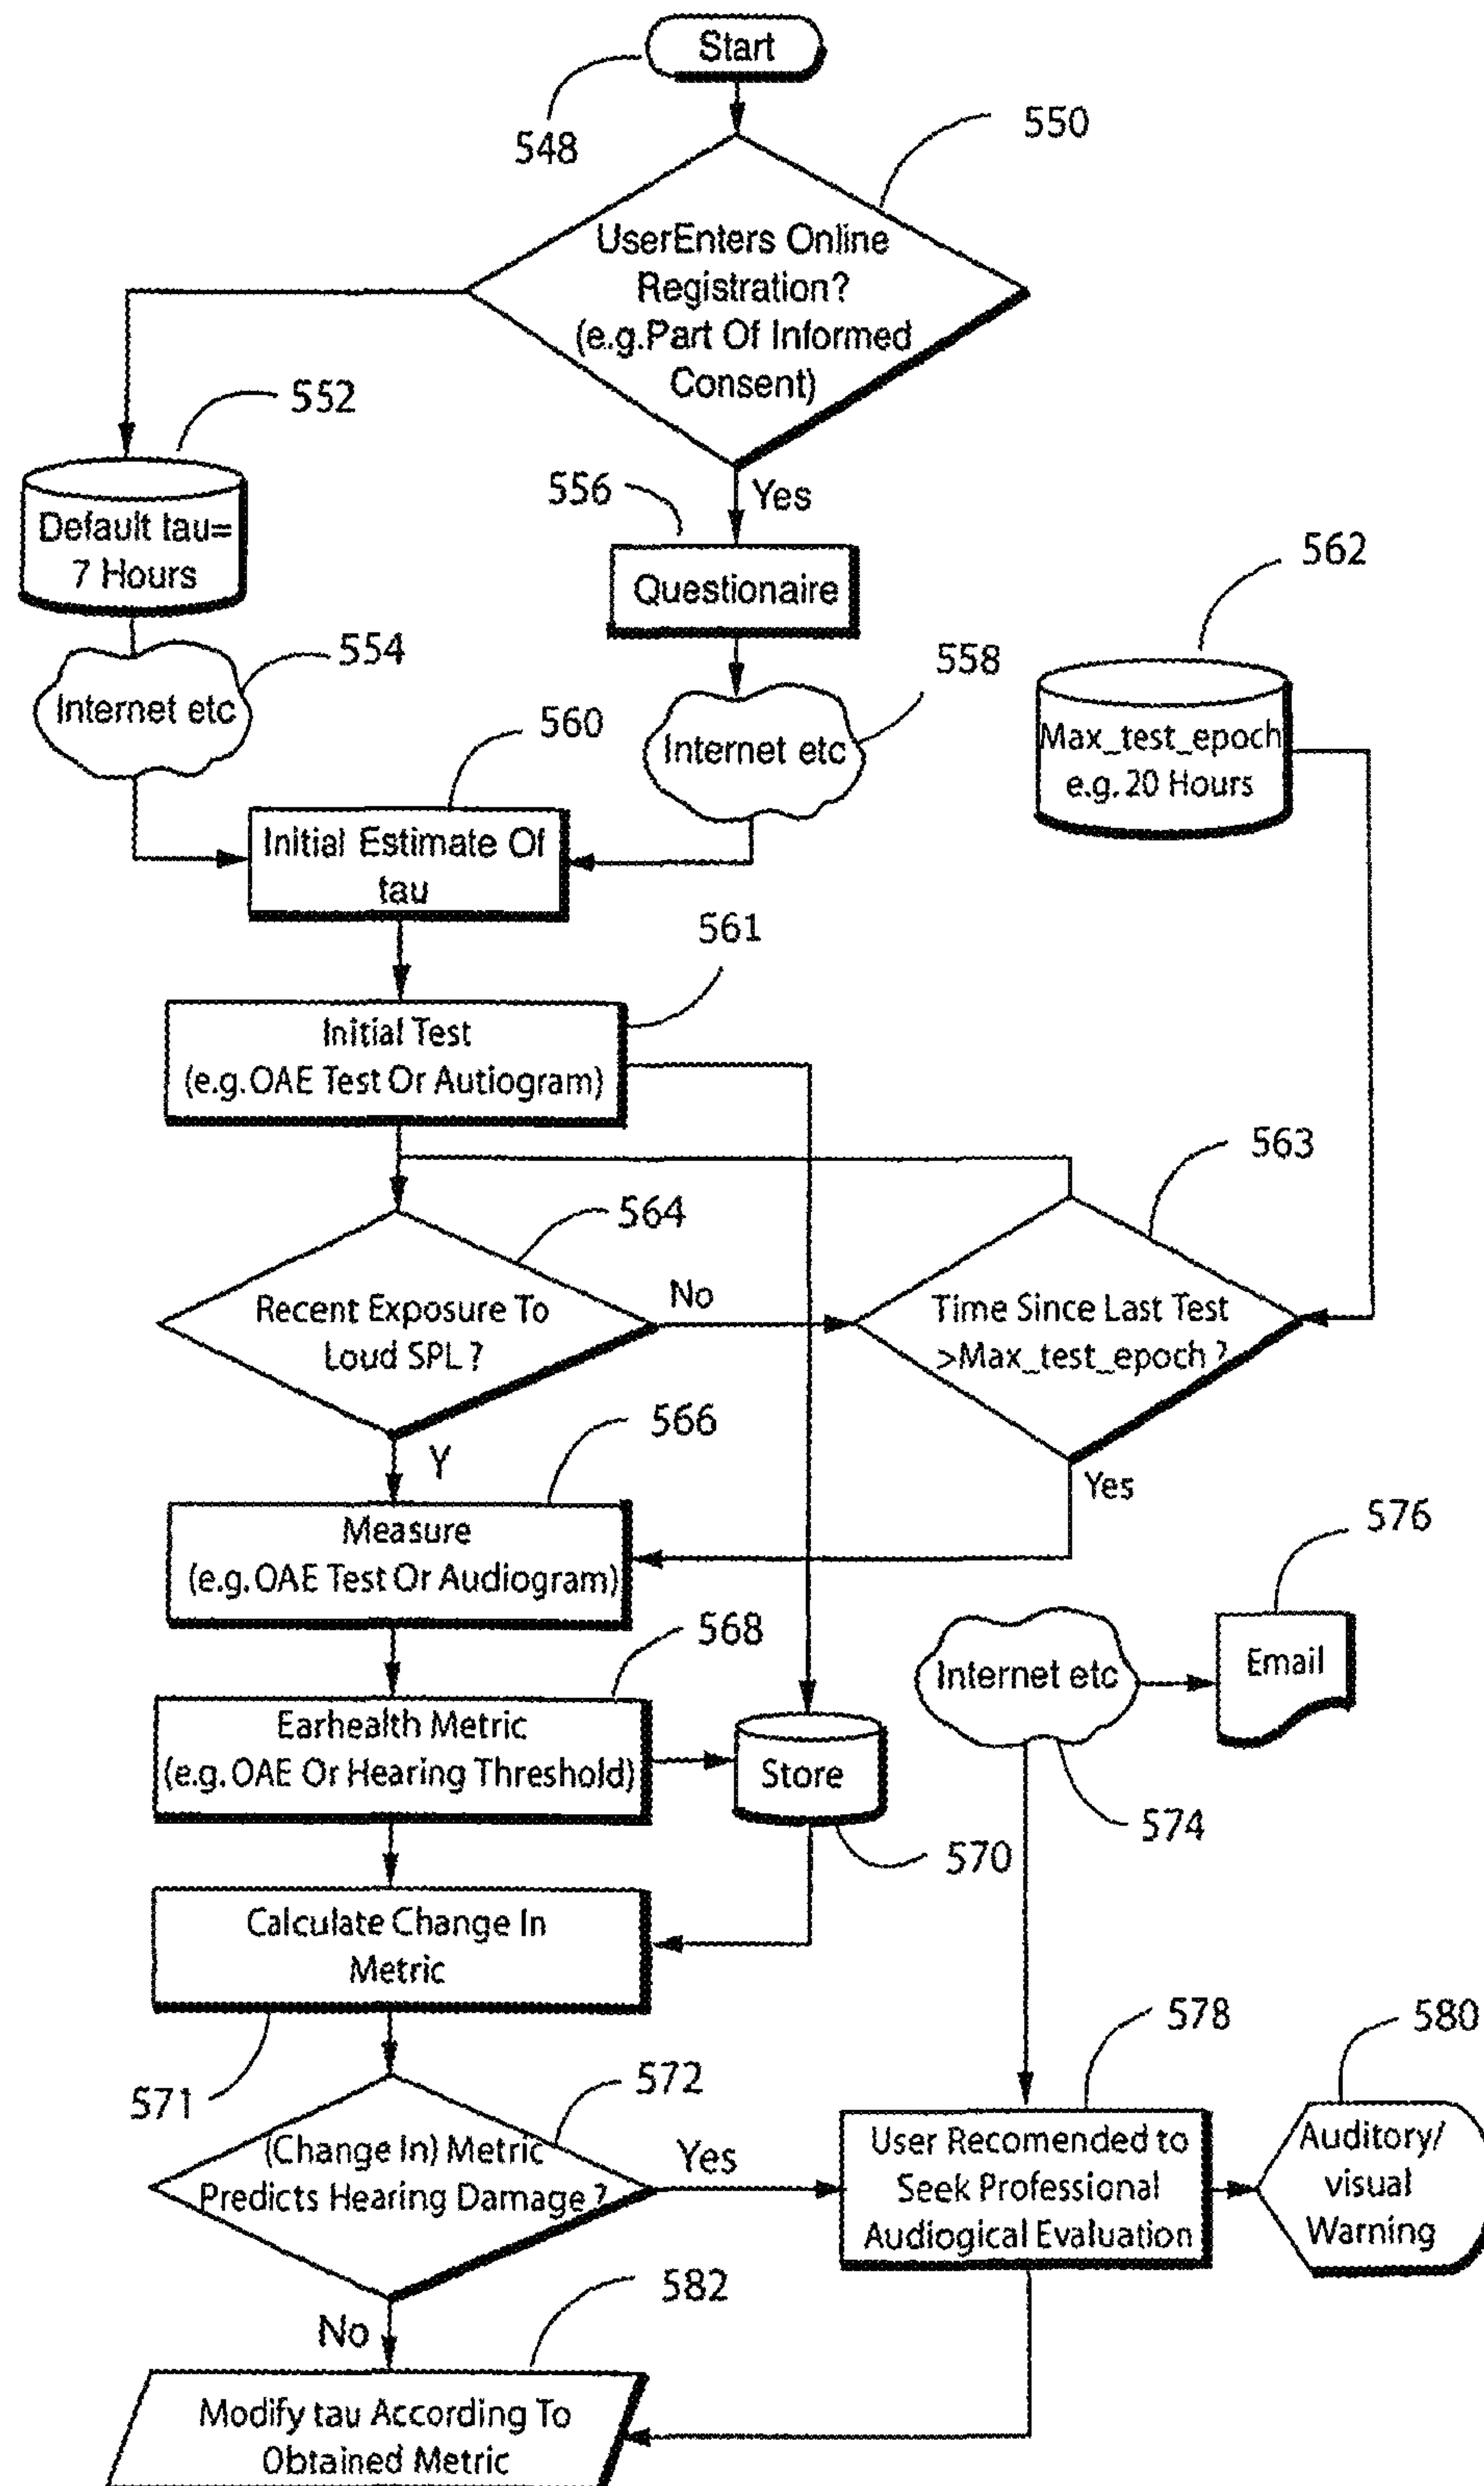 Start
548
550
UserEnters Online
Registration?
(e.g.Part Of Informed
Consent)
552
Default tau=
7 Hours
556
Yes
Questionaire
562
554
Internet etc
558
Internet etc
Max_test_epoch
e.g. 20 Hours
560
Initial Estimate Of
tau
561
Initial Test
(e.g. OAE Test Or Autiogram)
563
564
Recent Exposure To
Loud SPL ?
No
Time Since Last Test
>Max_test_epoch ?
566
Y
Yes
Measure
(e.g. OAE Test Or Audiogram)
576
568
Internet etc
Email
Earhealth Metric
(e.g. OAE Or Hearing Threshold)
Store
574
570
Calculate Change In
Metric
571
572
578
580
(Change In) Metric
Predicts Hearing Damage ?
Yes
User Recomended to
Seek Professional
Audiogical Evaluation
Auditory/
visual
Warning
582
No
Modify tau According To
Obtained Metric